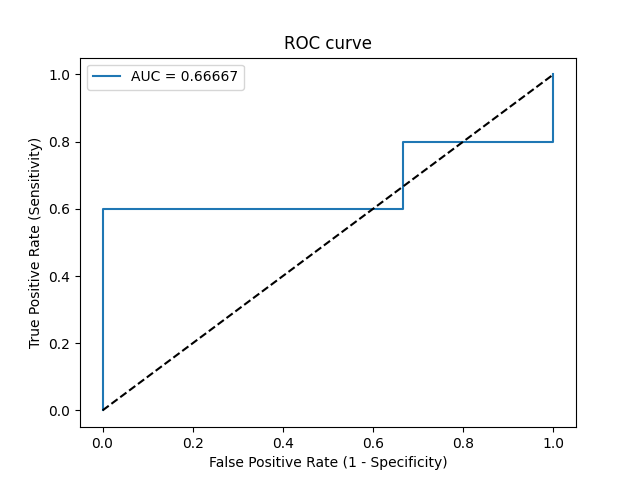 ROC curve
AUC = 0.66667
True Positive Rate (Sensitivity)
1.0
0.8
0.6
0.4
0.2
0.0
0.0 0.2 0.4 0.6 0.8 1.0
False Positive Rate (1 - Specificity)